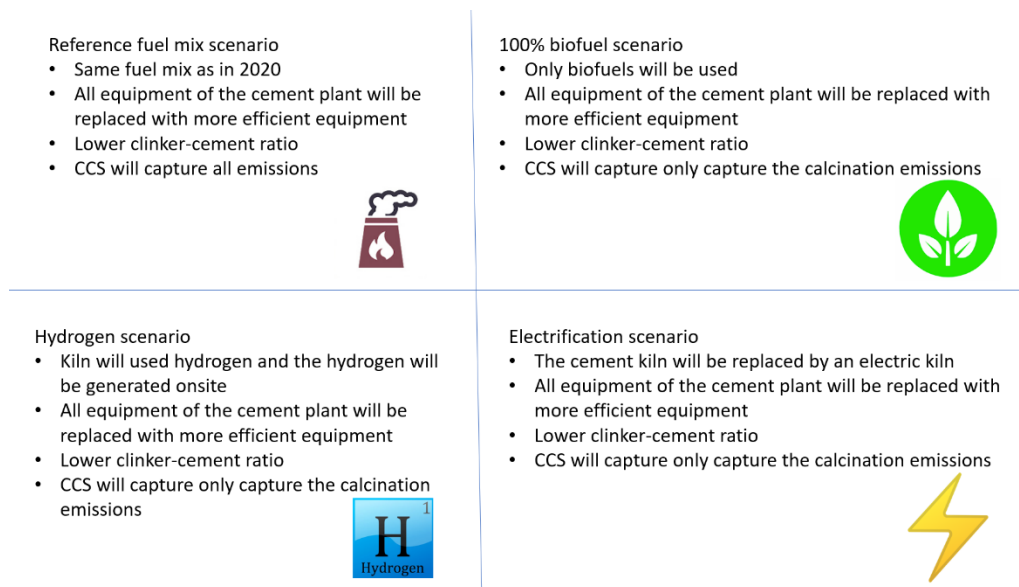 Reference fuel mix scenario
• Same fuel mix as in 2020
• All equipment of the cement plant will be
replaced with more efficient equipment
• Lower clinker-cement ratio
• CCS will capture all emissions
100% biofuel scenario
• Only biofuels will be used
• All equipment of the cement plant will be replaced with
more efficient equipment
• Lower clinker-cement ratio
• CCS will capture only capture the calcination emissions
Hydrogen scenario
• Kiln will used hydrogen and the hydrogen will
be generated onsite
• All equipment of the cement plant will be
replaced with more efficient equipment
• Lower clinker-cement ratio
• CCS will capture only capture the calcination
emissions
1
H
Hydrogen
Electrification scenario
• The cement kiln will be replaced by an electric kiln
• All equipment of the cement plant will be replaced with
more efficient equipment
• Lower clinker-cement ratio
• CCS will capture only capture the calcination emissions